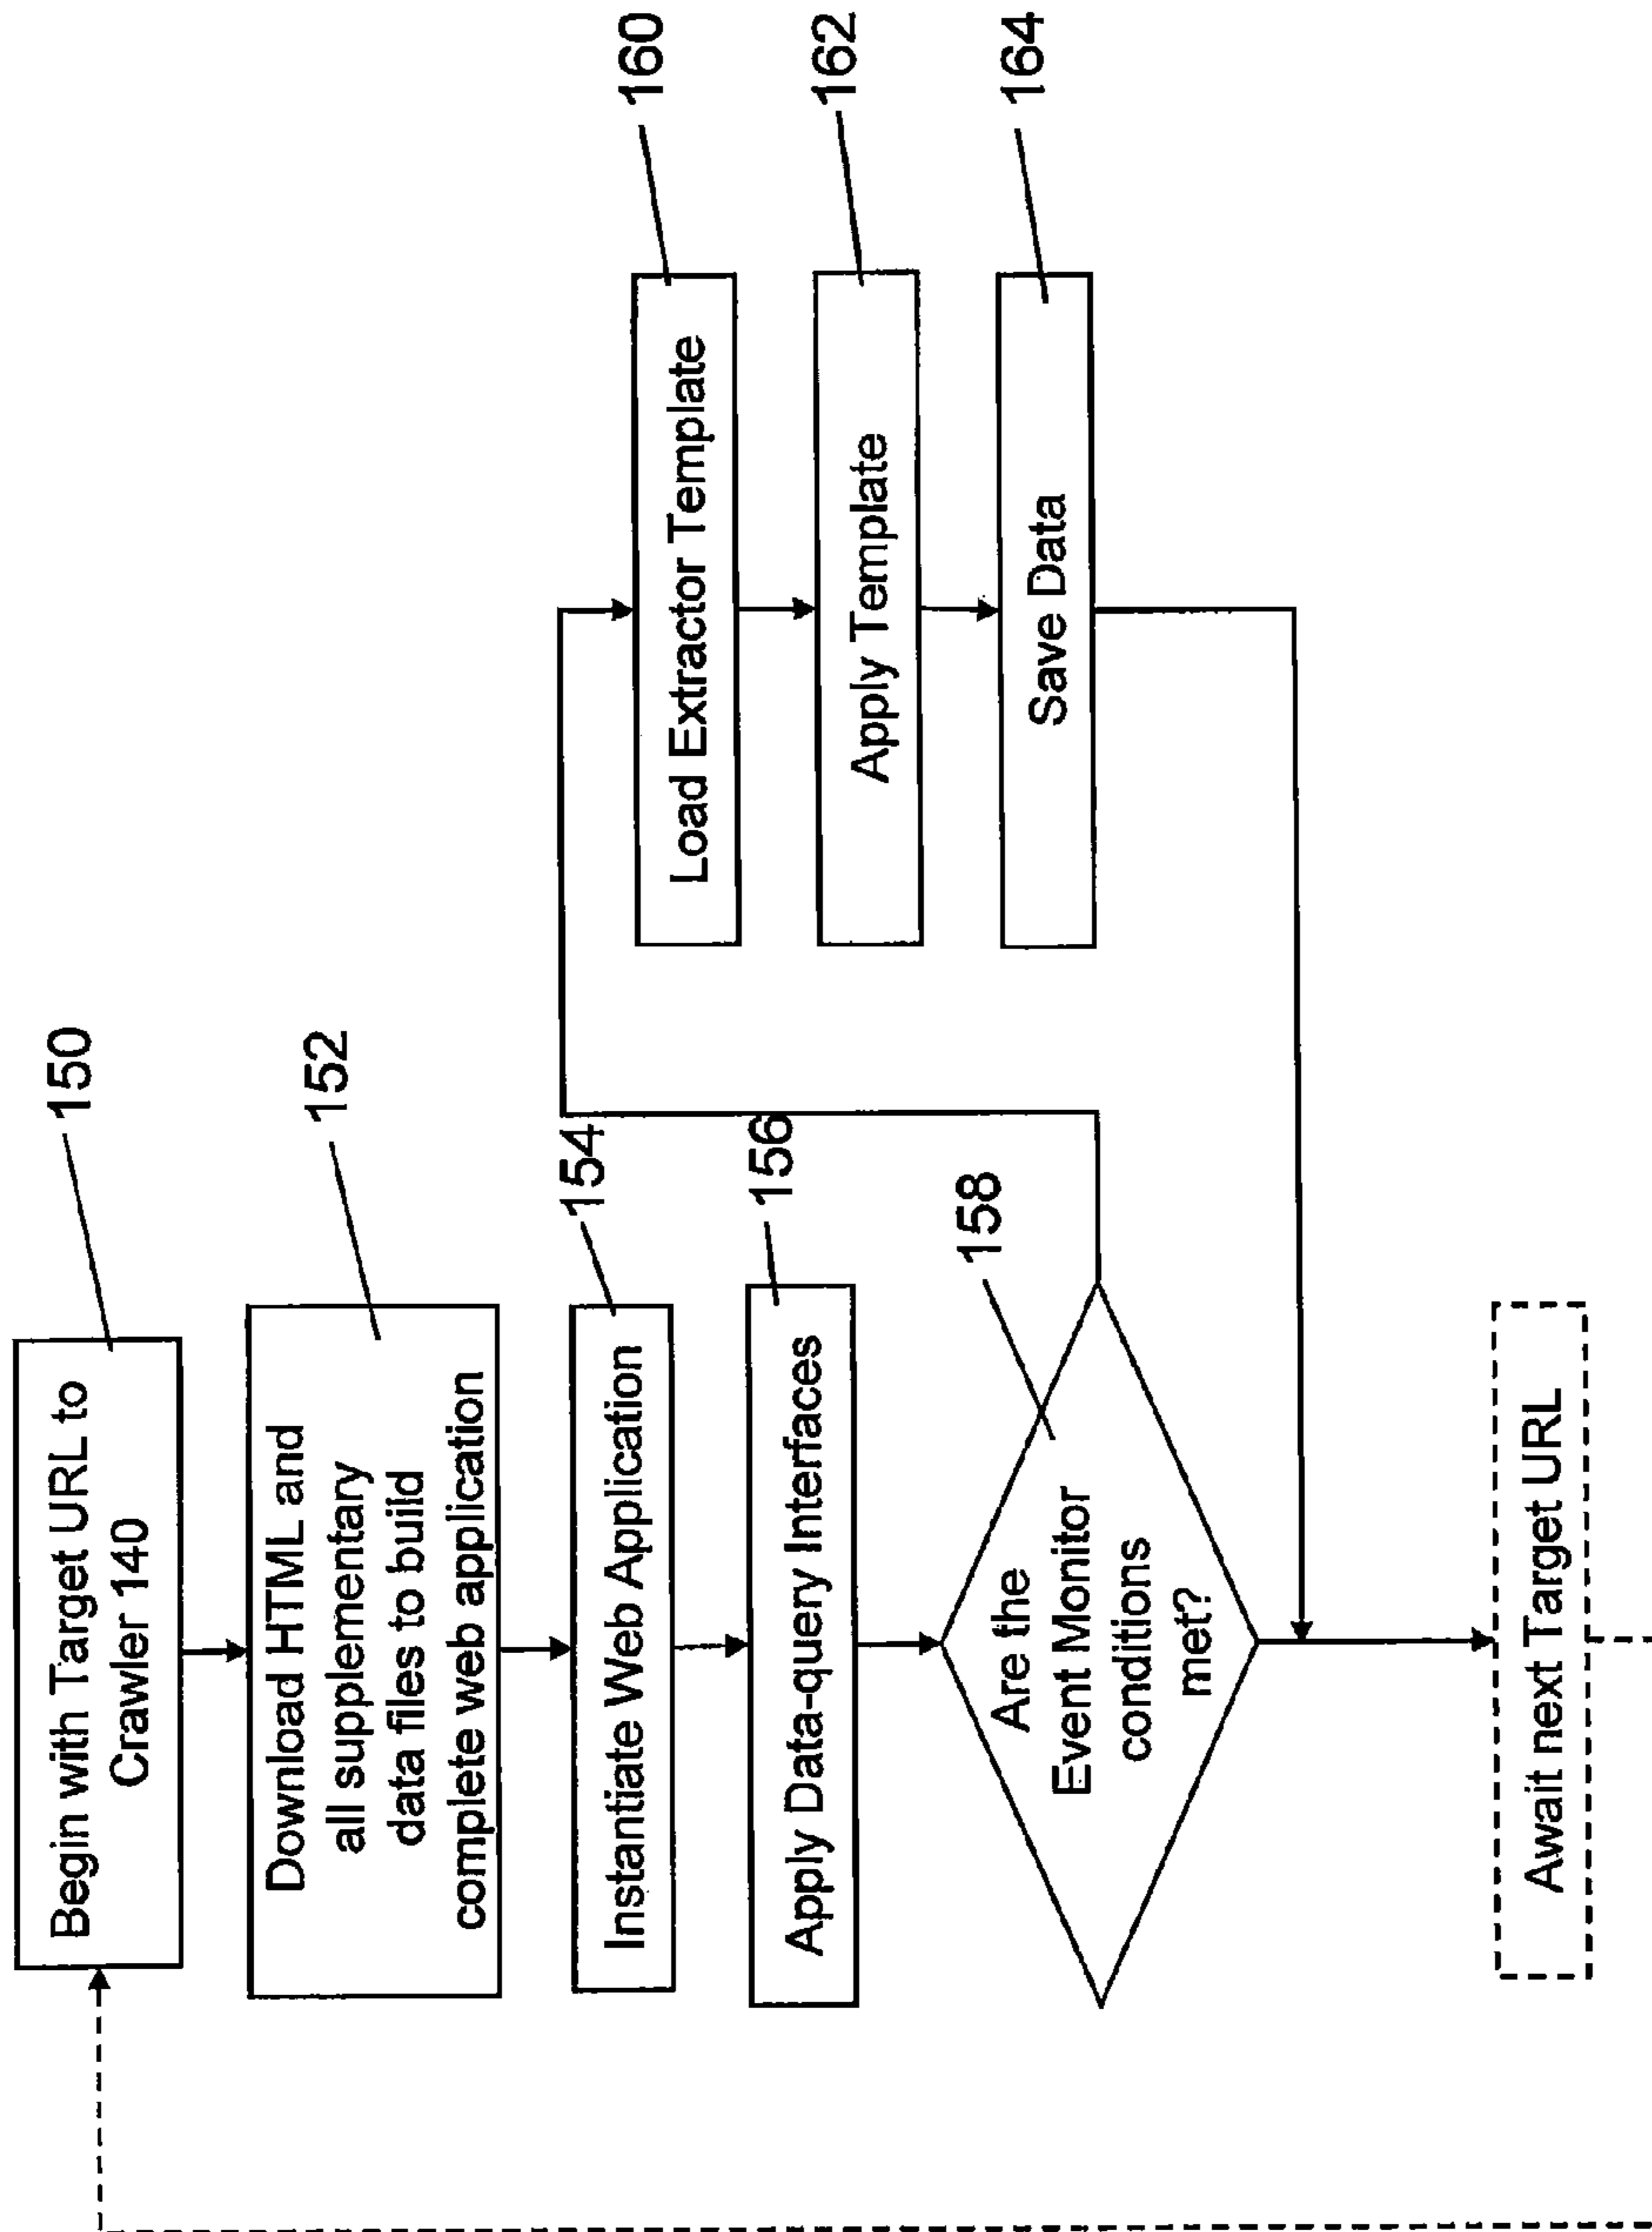 Begin with Target URL to
Crawler 140
150
Download HTML and
all supplementary
data files to build
complete web application
152
Instantiate Web Application
154
Apply Data-query Interfaces
156
Are the
Event Monitor
conditions
met?
158
Load Extractor Template
160
Apply Template
162
Save Data
164
Await next Target URL